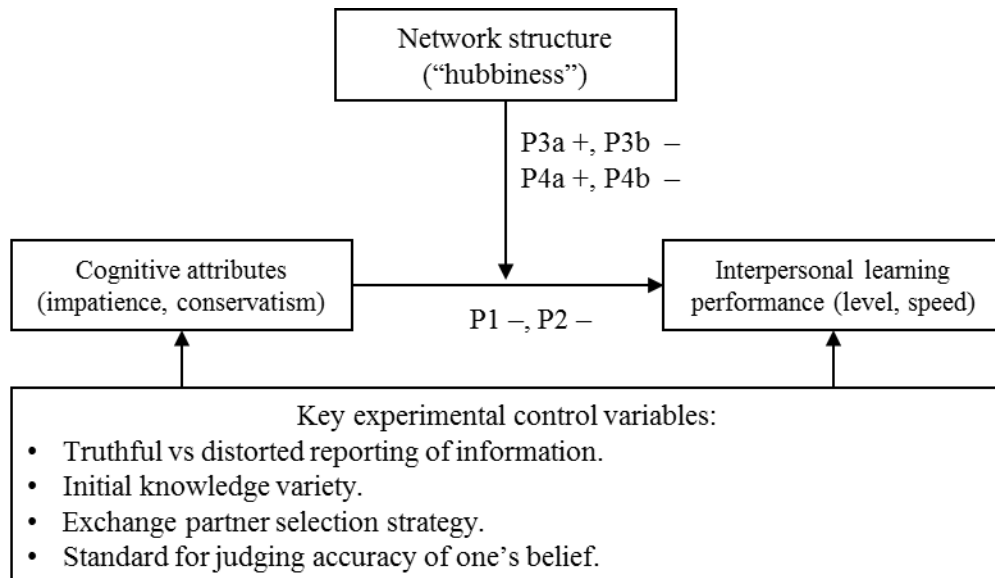 Network structure
(“hubbiness”)
P3a +, P3b –
P4a +, P4b –
Cognitive attributes
(impatience, conservatism)
P1 –, P2 –
Interpersonal learning
performance (level, speed)
Key experimental control variables:
• Truthful vs distorted reporting of information.
• Initial knowledge variety.
• Exchange partner selection strategy.
• Standard for judging accuracy of one’s belief.